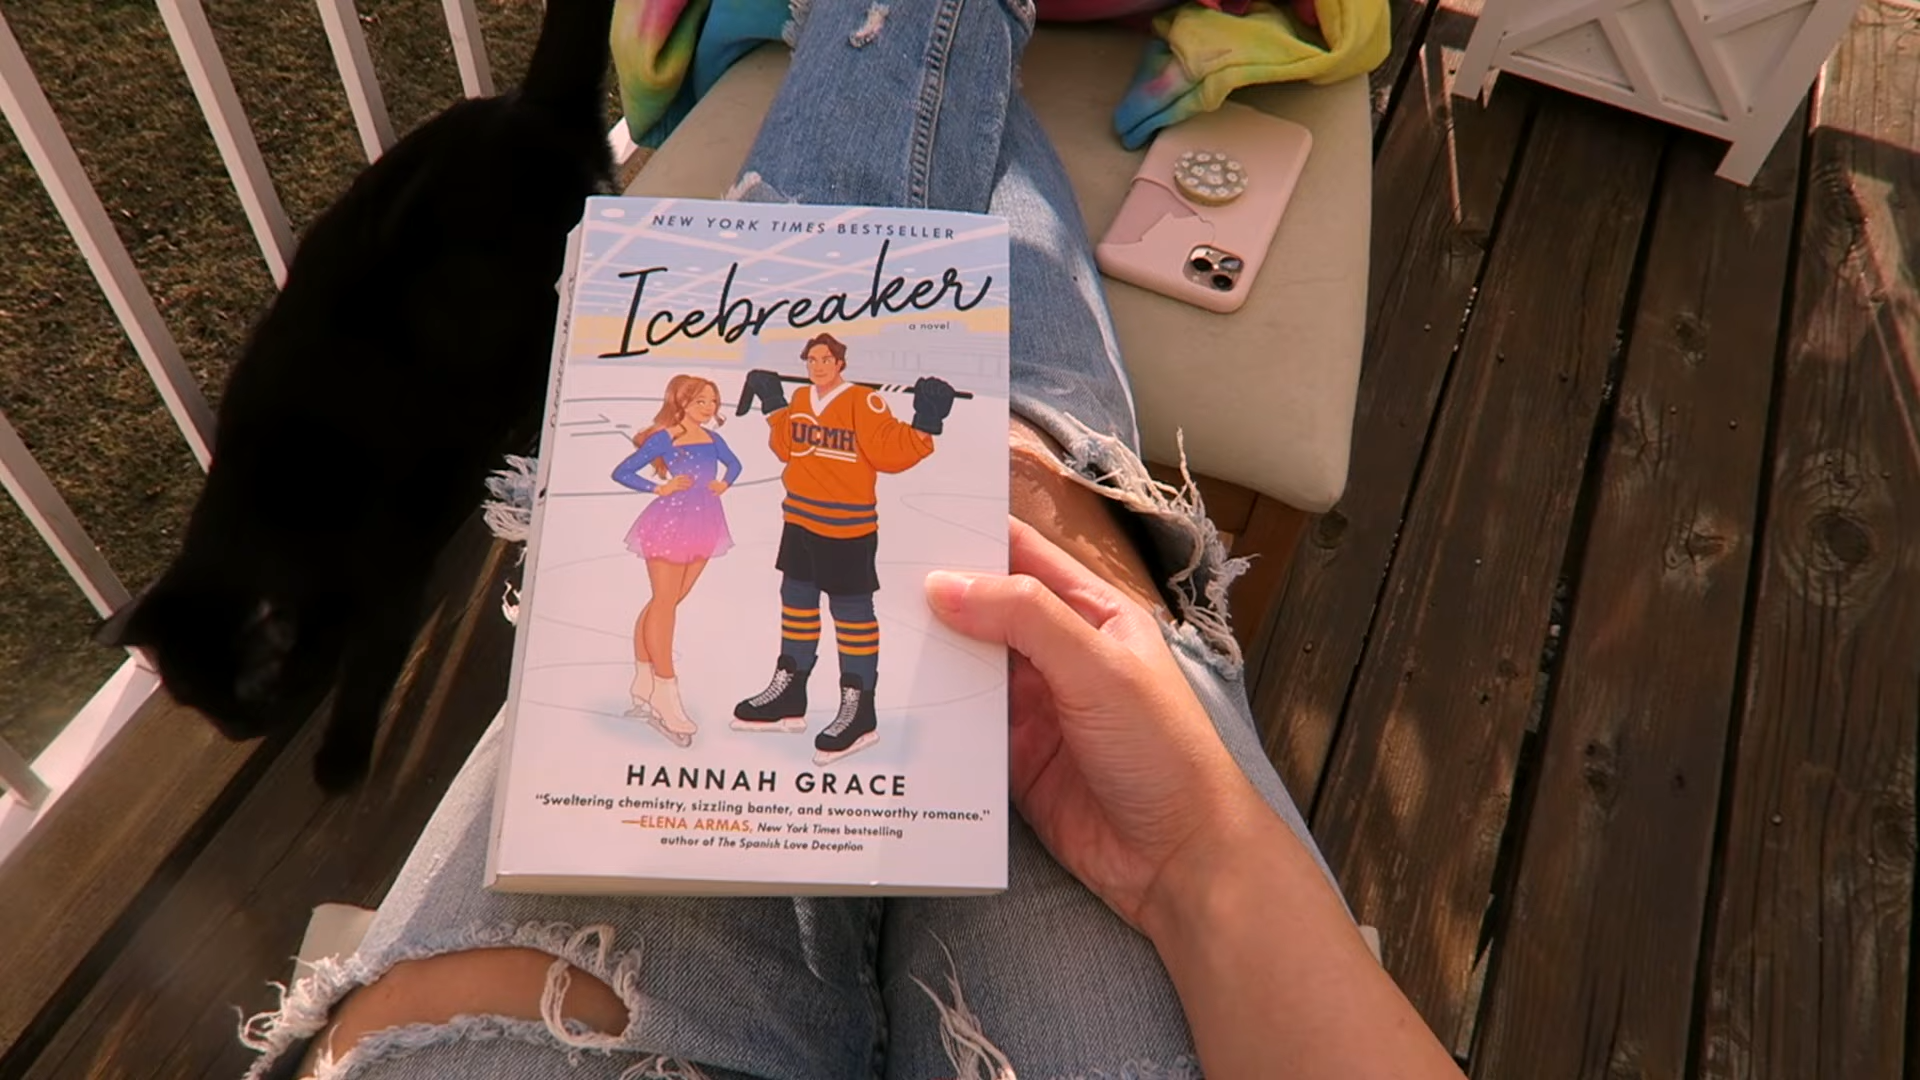 NEW YORK TIMES BESTSELLER
Icebreaker
a novel
UCMH
HANNAH GRACE
"Sweltering chemistry, sizzling banter, and swoonworthy romance."
—ELENA ARMAS, New York Times bestselling
author of The Spanish Love Deception